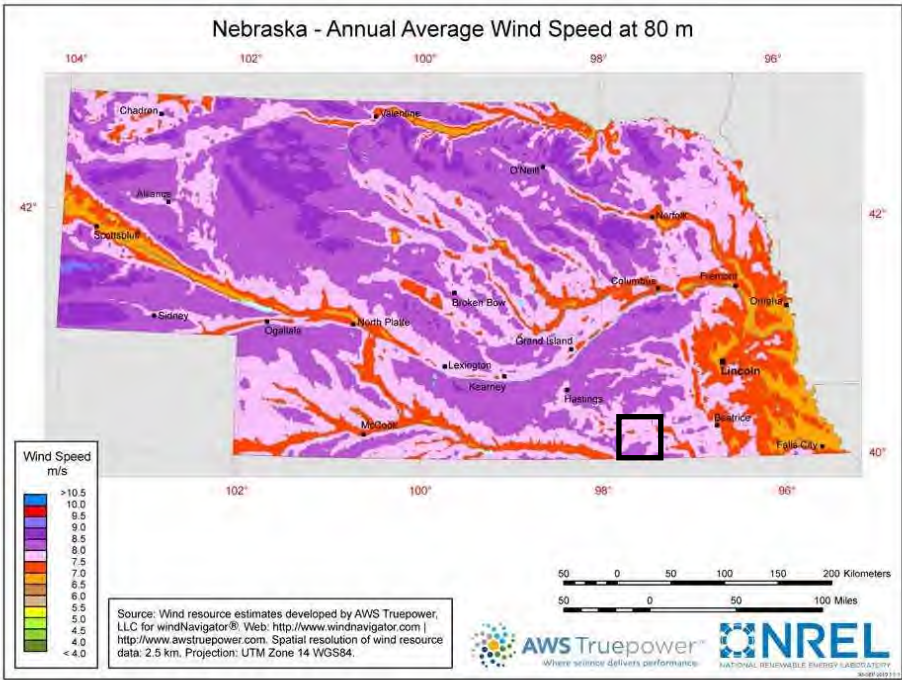 Nebraska - Annual Average Wind Speed at 80 m
104°
102°
100°
98°
96°
Chadron
Valentine
O'Neill
Alliance
42°
42°
Norfolk
Scottsbluff
Columbus
Fremont
Omaha
Broken Bow
Sidney
Ogallala
North Platte
Grand Island
Lexington
Lincoln
Kearney
Hastings
McCook
Beatrice
Falls City
40°
102°
100°
98°
96°
Wind Speed
m/s
>10.5
10.0
9.5
9.0
8.5
8.0
7.5
7.0
6.5
6.0
5.5
5.0
4.5
4.0
< 4.0
50 0 50 100 150 200 Kilometers
50 0 50 100 Miles
Source: Wind resource estimates developed by AWS Truepower,
LLC for windNavigator®. Web: http://www.windnavigator.com |
http://www.awstruepower.com. Spatial resolution of wind resource
data: 2.5 km. Projection: UTM Zone 14 WGS84.
AWS Truepower™
Where science delivers performance.
NREL
NATIONAL RENEWABLE ENERGY LABORATORY